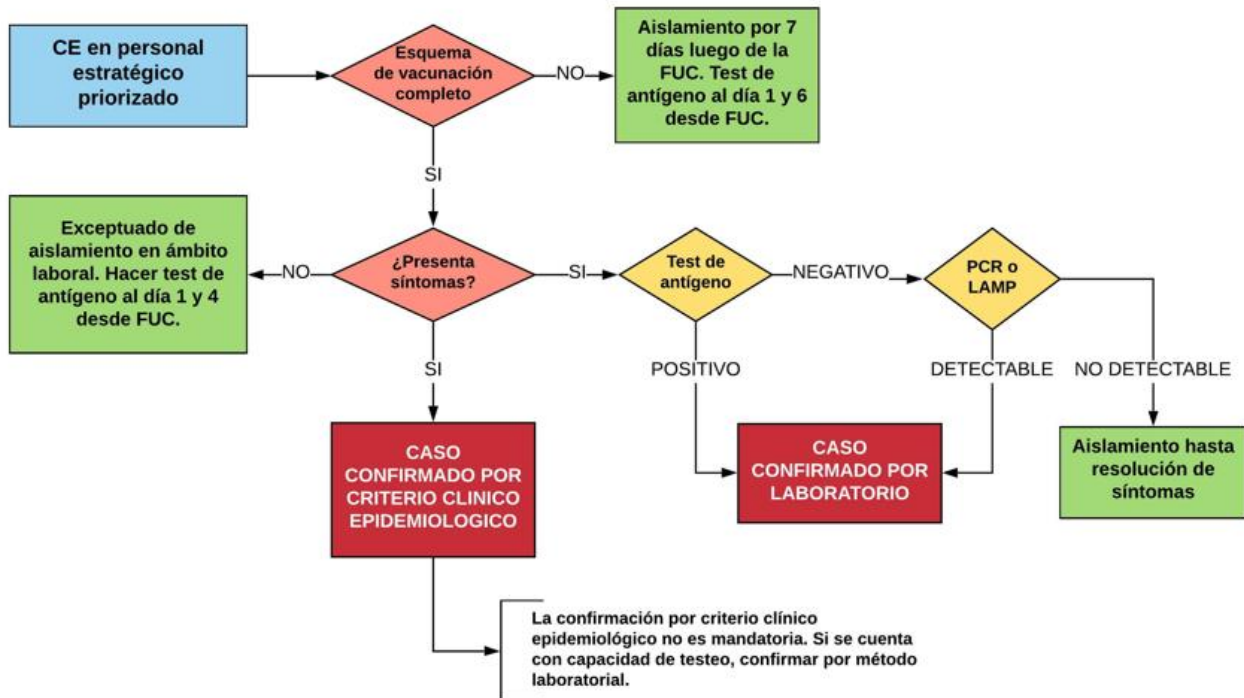 CE en personal
estratégico
priorizado
Esquema
de vacunación
completo
NO
Aislamiento por 7
días luego de la
FUC. Test de
antígeno al día 1 y 6
desde FUC.
SI
Exceptuado de
aislamiento en ámbito
laboral. Hacer test de
antígeno al día 1 y 4
desde FUC.
NO
¿Presenta
síntomas?
SI
Test de
antígeno
NEGATIVO
PCR o
LAMP
SI
POSITIVO
DETECTABLE
NO DETECTABLE
CASO
CONFIRMADO POR
CRITERIO CLINICO
EPIDEMIOLOGICO
CASO
CONFIRMADO POR
LABORATORIO
Aislamiento hasta
resolución de
síntomas
La confirmación por criterio clínico
epidemiológico no es mandatoria. Si se cuenta
con capacidad de testeo, confirmar por método
laboratorial.